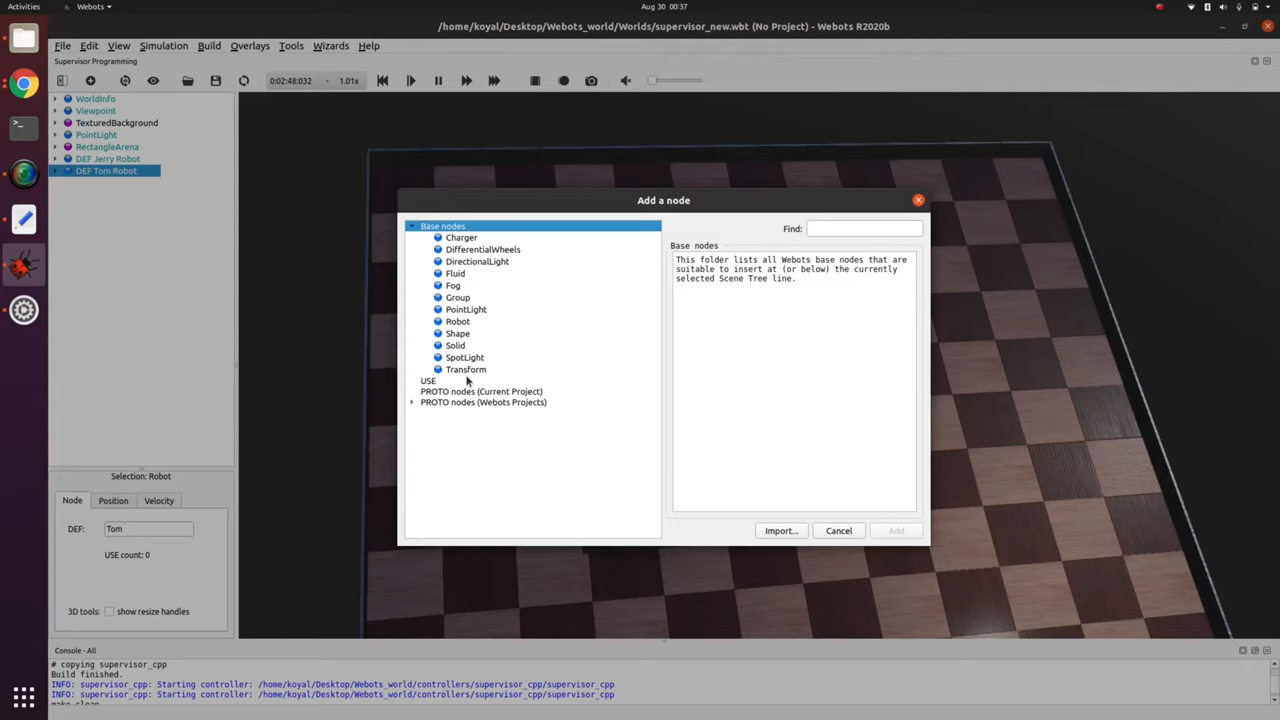 Activities
Webots
Aug 30 00:37
/home/koyal/Desktop/Webots_world/Worlds/supervisor_new.wbt (No Project) - Webots R2020b
File Edit View Simulation Build Overlays Tools Wizards Help
Supervisor Programming
0:02:48:032 - 1.01x
WorldInfo
Viewpoint
TexturedBackground
PointLight
RectangleArena
DEF Jerry Robot
DEF Tom Robot
Add a node
Base nodes
Charger
DifferentialWheels
DirectionalLight
Fluid
Fog
Group
PointLight
Robot
Shape
Solid
SpotLight
Transform
USE
PROTO nodes (Current Project)
PROTO nodes (Webots Projects)
Find:
Base nodes
This folder lists all Webots base nodes that are
suitable to insert at (or below) the currently
selected Scene Tree line.
Import... Cancel Add
Selection: Robot
Node Position Velocity
DEF: Tom
USE count: 0
3D tools: show resize handles
Console - All
# copying supervisor_cpp
Build finished.
INFO: supervisor_cpp: Starting controller: /home/koyal/Desktop/Webots_world/controllers/supervisor_cpp/supervisor_cpp
INFO: supervisor_cpp: Starting controller: /home/koyal/Desktop/Webots_world/controllers/supervisor_cpp/supervisor_cpp
make clean